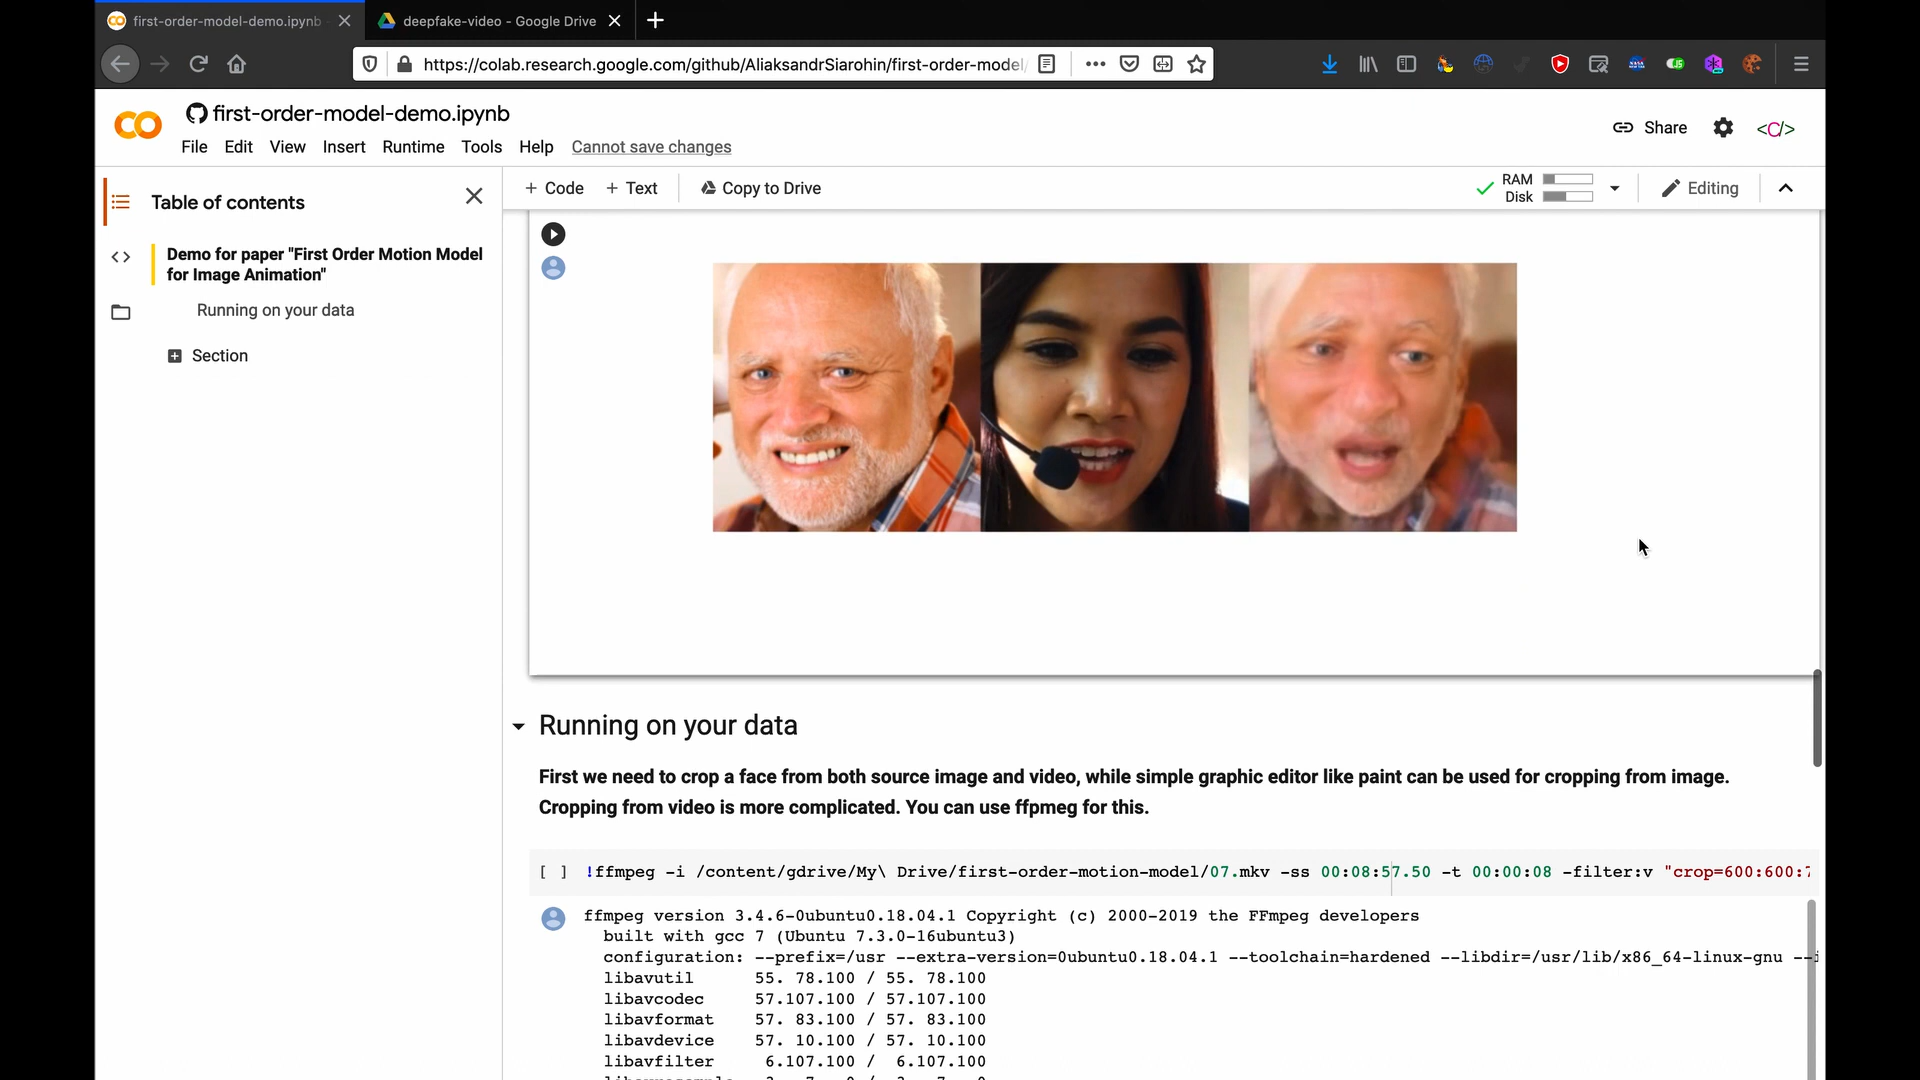 first-order-model-demo.ipynb
deepfake-video - Google Drive
https://colab.research.google.com/github/AliaksandrSiarohin/first-order-model/
first-order-model-demo.ipynb
File Edit View Insert Runtime Tools Help Cannot save changes
Share
Table of contents
+ Code + Text Copy to Drive
RAM
Disk
Editing
Demo for paper "First Order Motion Model
for Image Animation"
Running on your data
Section
Running on your data
First we need to crop a face from both source image and video, while simple graphic editor like paint can be used for cropping from image.
Cropping from video is more complicated. You can use ffpmeg for this.
[ ] !ffmpeg -i /content/gdrive/My\ Drive/first-order-motion-model/07.mkv -ss 00:08:57.50 -t 00:00:08 -filter:v "crop=600:600:7
ffmpeg version 3.4.6-0ubuntu0.18.04.1 Copyright (c) 2000-2019 the FFmpeg developers
built with gcc 7 (Ubuntu 7.3.0-16ubuntu3)
configuration: --prefix=/usr --extra-version=0ubuntu0.18.04.1 --toolchain=hardened --libdir=/usr/lib/x86_64-linux-gnu
libavutil 55. 78.100 / 55. 78.100
libavcodec 57.107.100 / 57.107.100
libavformat 57. 83.100 / 57. 83.100
libavdevice 57. 10.100 / 57. 10.100
libavfilter 6.107.100 / 6.107.100